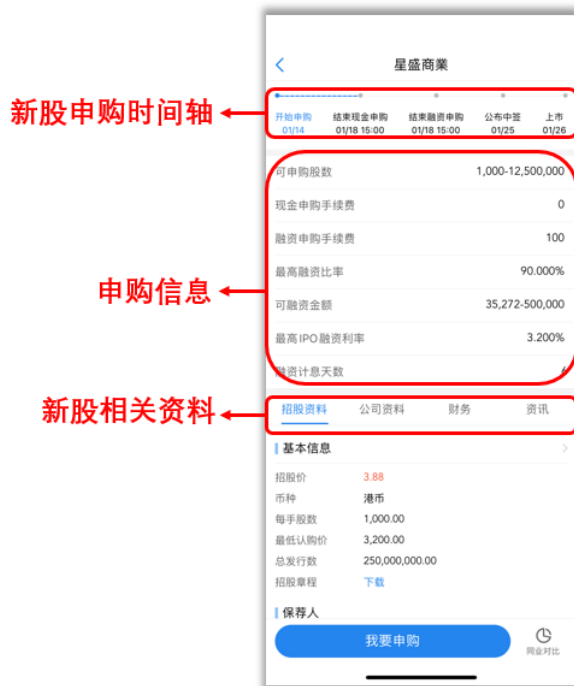 星盛商業
新股申购时间轴
开始申购 结束现金申购 结束融资申购 公布中签 上市
01/14 01/18 15:00 01/18 15:00 01/25 01/26
可申购股数 1,000-12,500,000
现金申购手续费 0
融资申购手续费 100
最高融资比率 90.000%
申购信息
可融资金额 35,272-500,000
最高IPO融资利率 3.200%
融资计息天数
新股相关资料
招股资料 公司资料 财务 资讯
基本信息
招股价 3.88
币种 港币
每手股数 1,000.00
最低认购价 3,200.00
总发行数 250,000,000.00
招股章程 下载
保荐人
我要申购
同业对比